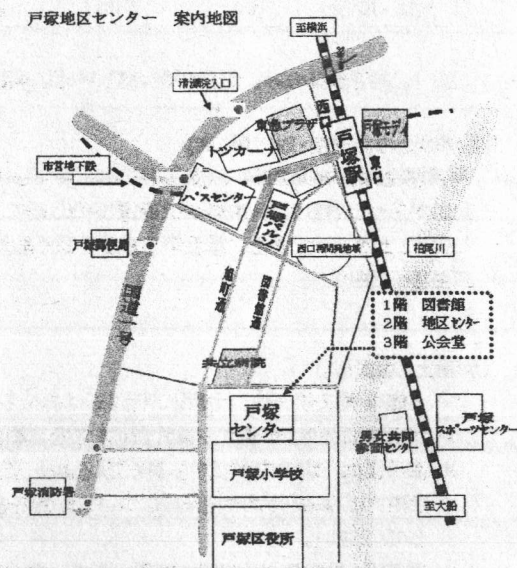 戸塚地区センター 案内地図
至横浜
清源院入口
西口
東急プラザ
戸塚モディ
トツカーナ
戸塚駅
東口
市営地下鉄
バスセンター
戸塚パルソ
戸塚郵便局
西口再開発地域
柏尾川
旭町通
図書館通
国道一号
1階 図書館
2階 地区センター
3階 公会堂
共立病院
戸塚
センター
戸塚
スポーツセンター
男女共同
参画センター
戸塚小学校
戸塚消防署
至大船
戸塚区役所